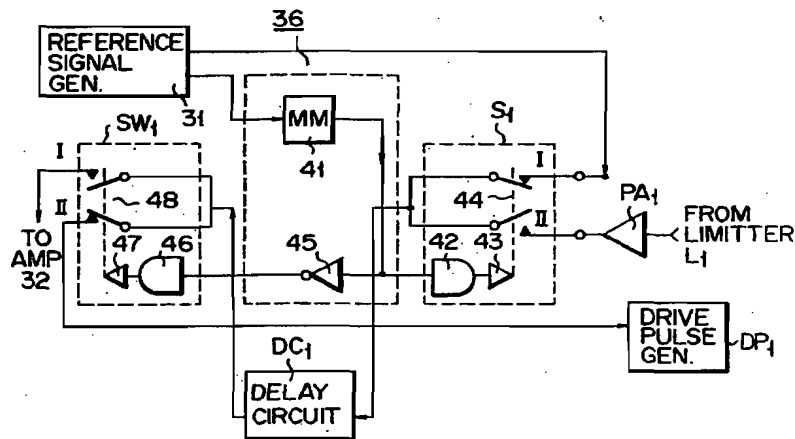 36
REFERENCE
SIGNAL
GEN.
31
SW1
I
II
48
47
46
TO
AMP
32
MM
41
45
S1
I
II
44
42
43
PA1
FROM
LIMITTER
L1
DRIVE
PULSE
GEN.
DP1
DC1
DELAY
CIRCUIT